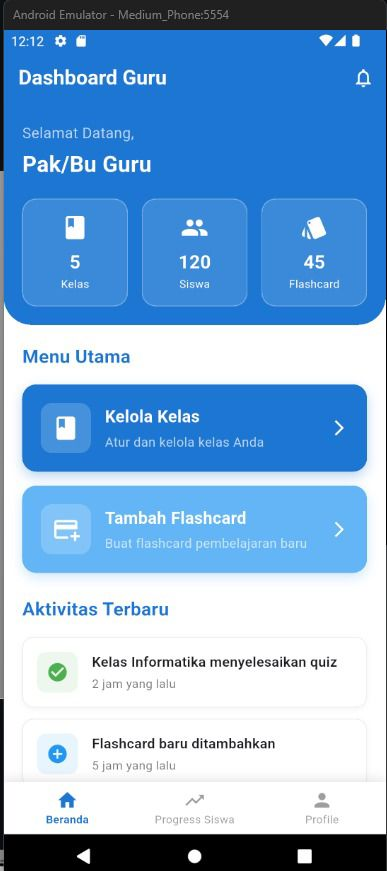 Android Emulator - Medium_Phone:5554
12:12
Dashboard Guru
Selamat Datang,
Pak/Bu Guru
5
Kelas
120
Siswa
45
Flashcard
Menu Utama
Kelola Kelas
Atur dan kelola kelas Anda
Tambah Flashcard
Buat flashcard pembelajaran baru
Aktivitas Terbaru
Kelas Informatika menyelesaikan quiz
2 jam yang lalu
Flashcard baru ditambahkan
5 jam yang lalu
Beranda
Progress Siswa
Profile